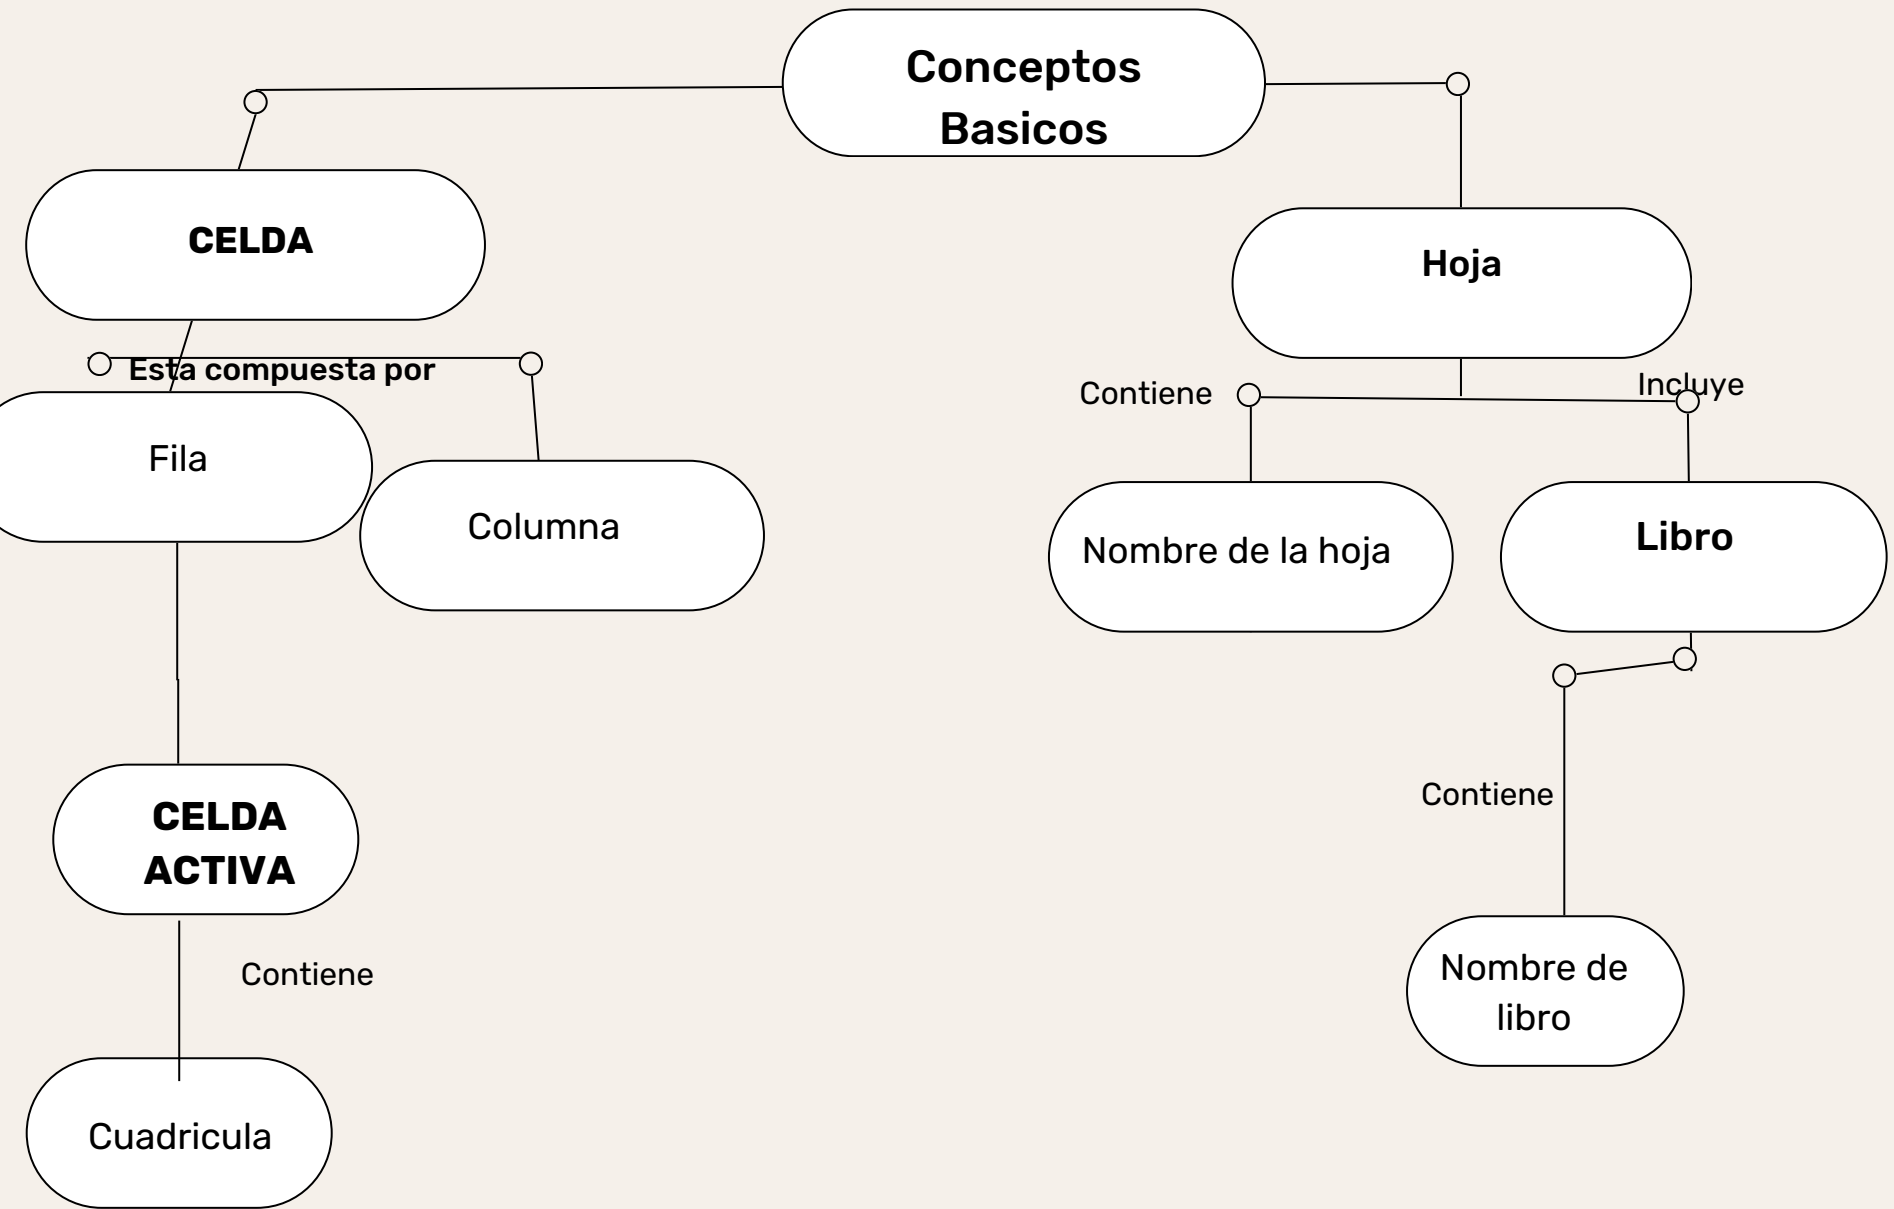 Conceptos
Basicos
CELDA
Hoja
Esta compuesta por
Contiene
Incluye
Fila
Columna
Nombre de la hoja
Libro
Contiene
CELDA
ACTIVA
Contiene
Nombre de
libro
Cuadricula